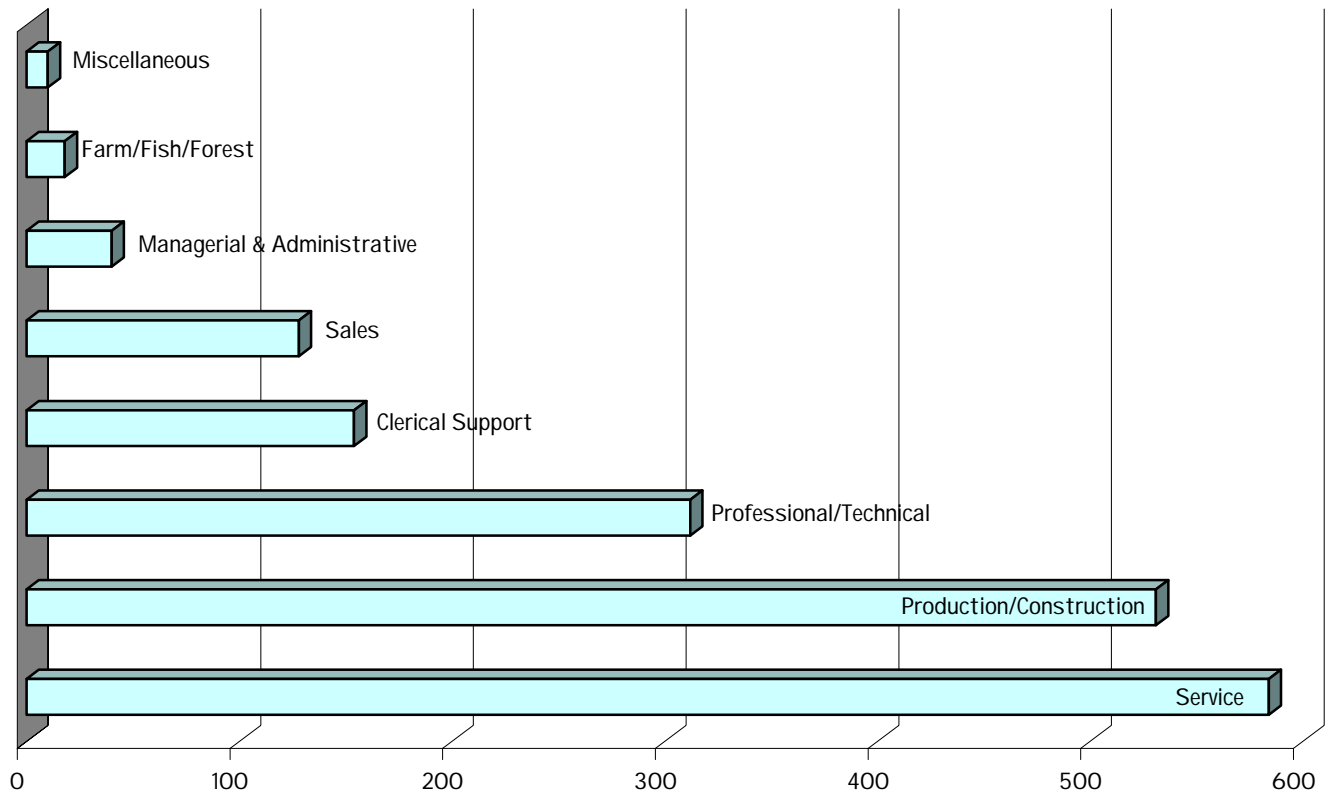 Miscellaneous
Farm/Fish/Forest
Managerial & Administrative
Sales
Clerical Support
Professional/Technical
Production/Construction
Service
0 100 200 300 400 500 600